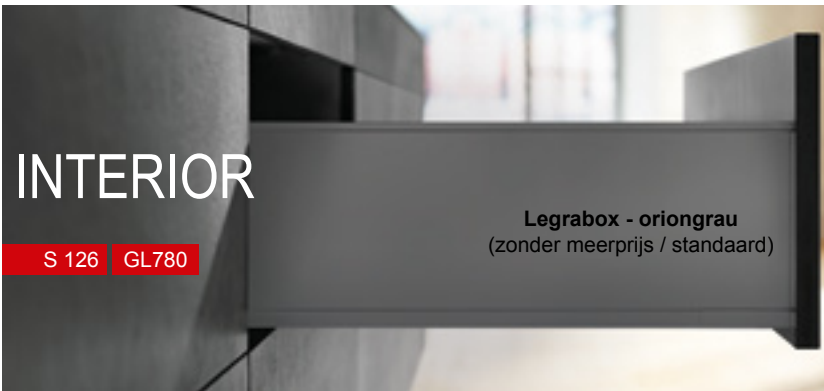 INTERIOR
S 126 GL780
Legrabox - oriongrau
(zonder meerprijs / standaard)